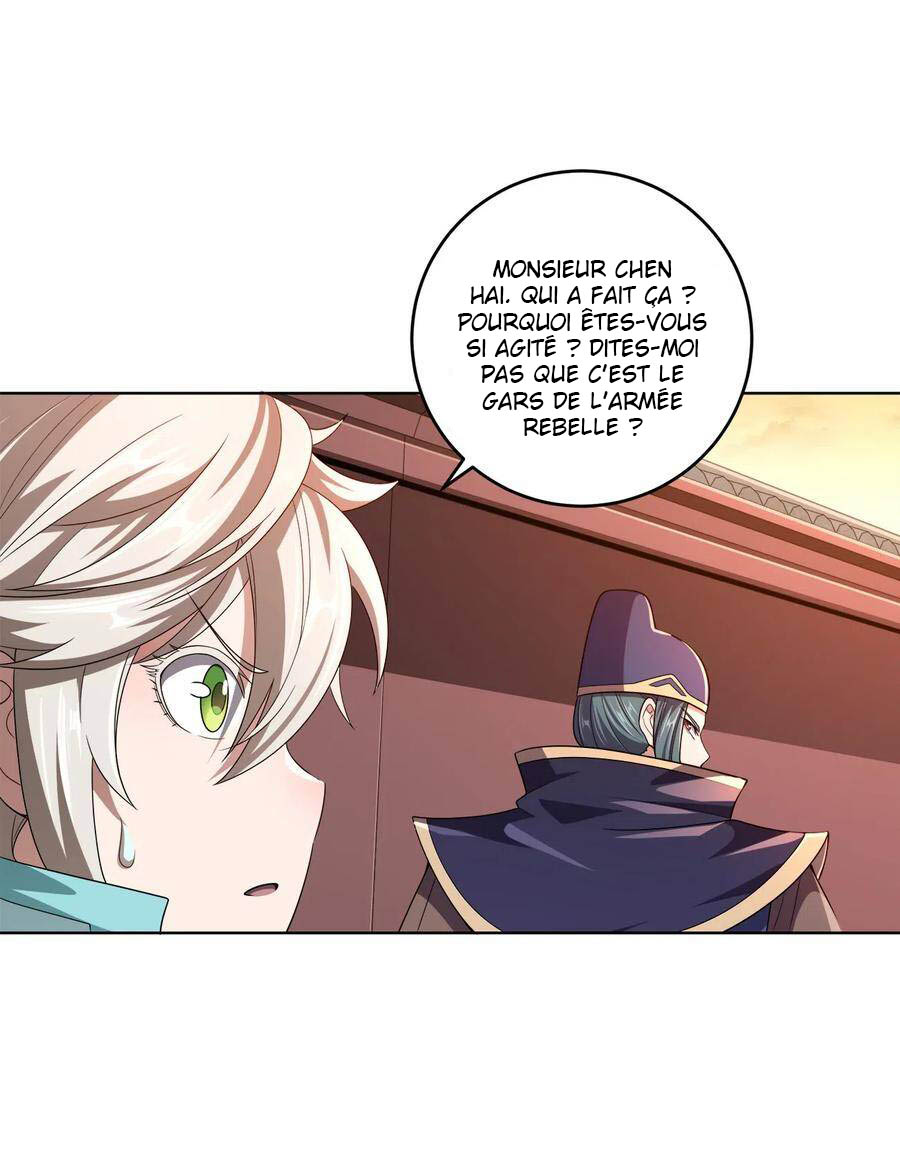 MONSIEUR CHEN
HAI. QUI A FAIT ÇA ?
POURQUOI ÊTES-VOUS
SI AGITÉ ? DITES-MOI
PAS QUE C'EST LE
GARS DE L'ARMÉE
REBELLE ?